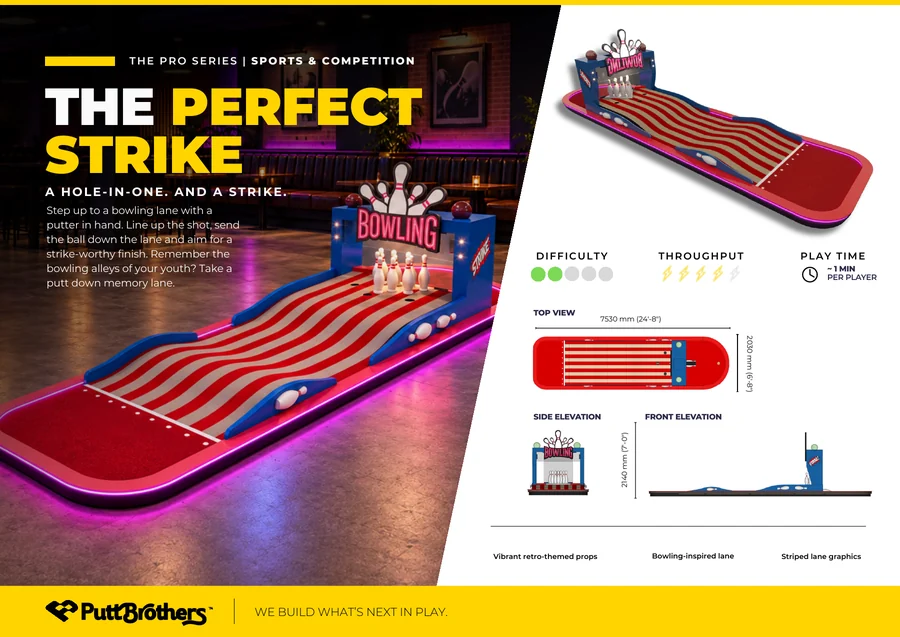 THE PRO SERIES | SPORTS & COMPETITION
THE PERFECT
STRIKE
A HOLE-IN-ONE. AND A STRIKE.
Step up to a bowling lane with a
putter in hand. Line up the shot, send
the ball down the lane and aim for a
strike-worthy finish. Remember the
bowling alleys of your youth? Take a
putt down memory lane.
BOWLING
STRIKE
BOWLING
DIFFICULTY
THROUGHPUT
PLAY TIME
~ 1 MIN
PER PLAYER
TOP VIEW
7530 mm (24'-8")
2030 mm (6'-8")
SIDE ELEVATION
FRONT ELEVATION
BOWLING
2140 mm (7'-0")
Vibrant retro-themed props
Bowling-inspired lane
Striped lane graphics
PuttBrothers™
WE BUILD WHAT'S NEXT IN PLAY.